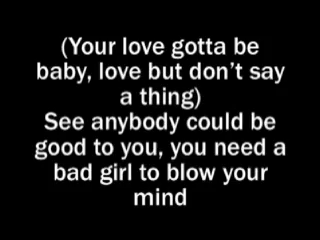 (Your love gotta be
baby, love but don't say
a thing)
See anybody could be
good to you, you need a
bad girl to blow your
mind